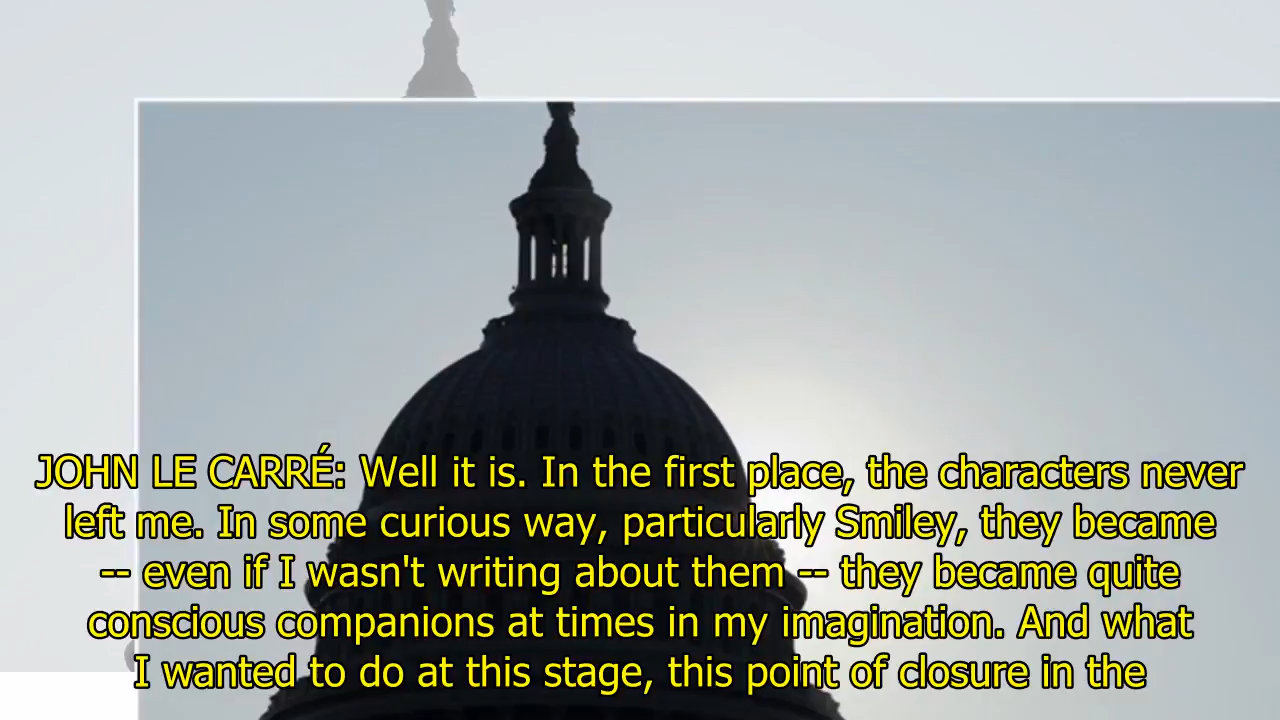 JOHN LE CARRÉ: Well it is. In the first place, the characters never
left me. In some curious way, particularly Smiley, they became
-- even if I wasn't writing about them -- they became quite
conscious companions at times in my imagination. And what
I wanted to do at this stage, this point of closure in the